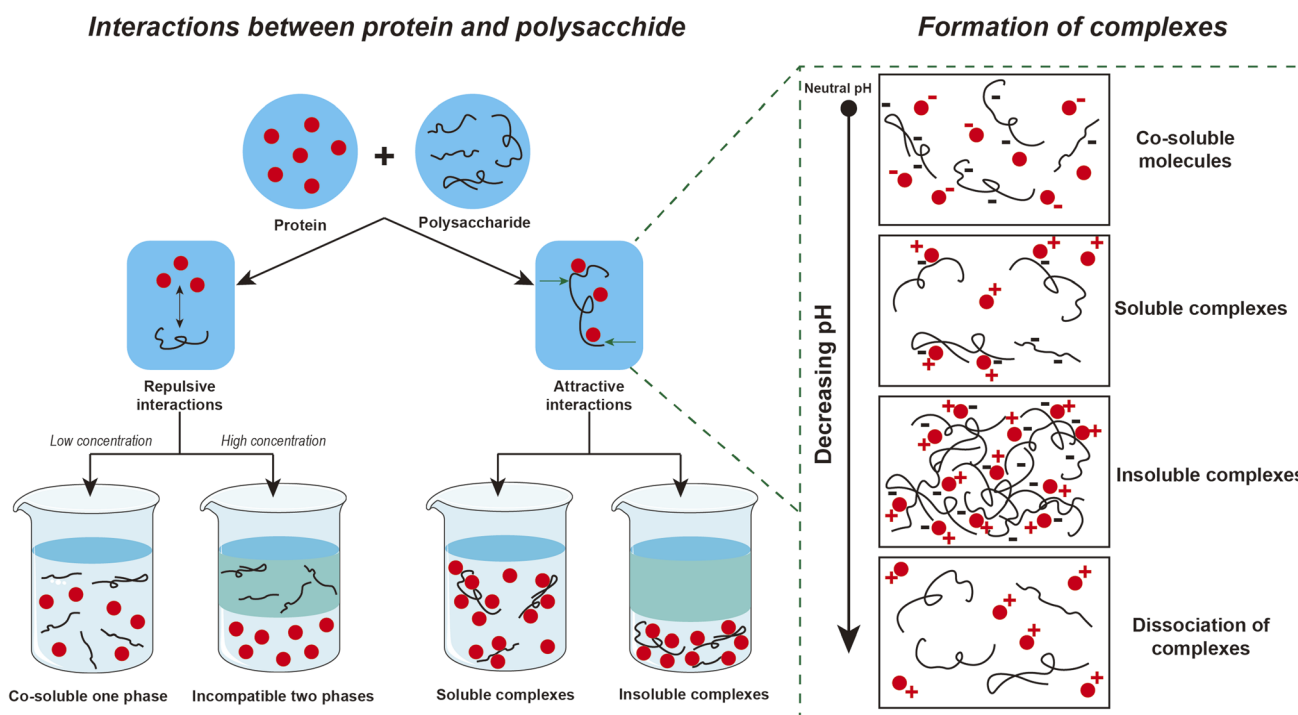 Interactions between protein and polysacchide
Formation of complexes
Protein
+
Polysaccharide
Repulsive
interactions
Attractive
interactions
Low concentration
High concentration
Co-soluble one phase
Incompatible two phases
Soluble complexes
Insoluble complexes
Neutral pH
Decreasing pH
Co-soluble
molecules
Soluble complexes
Insoluble complexes
Dissociation of
complexes